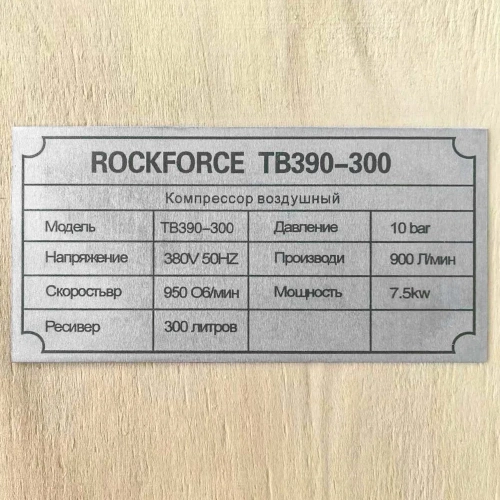 ROCKFORCE TB390-300
Компрессор воздушный
Модель TB390-300 Давление 10 bar
Напряжение 380V 50HZ Производи 900 Л/мин
Скоростьвр 950 Об/мин Мощность 7.5kw
Ресивер 300 литров